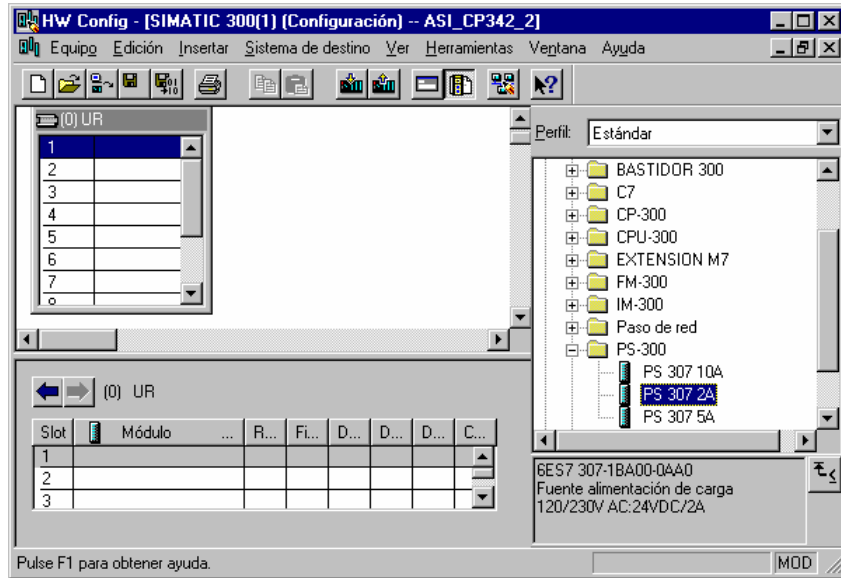 HW Config - [SIMATIC 300(1) (Configuración) -- ASI_CP342_2]
Equipo Edición Insertar Sistema de destino Ver Herramientas Ventana Ayuda
(0) UR
1
2
3
4
5
6
7
Perfil: Estándar
BASTIDOR 300
C7
CP-300
CPU-300
EXTENSION M7
FM-300
IM-300
Paso de red
PS-300
PS 307 10A
PS 307 2A
PS 307 5A
(0) UR
Slot Módulo ... R... Fi... D... D... D... C...
1
2
3
6ES7 307-1BA00-0AA0
Fuente alimentación de carga
120/230V AC:24VDC/2A
Pulse F1 para obtener ayuda.
MOD